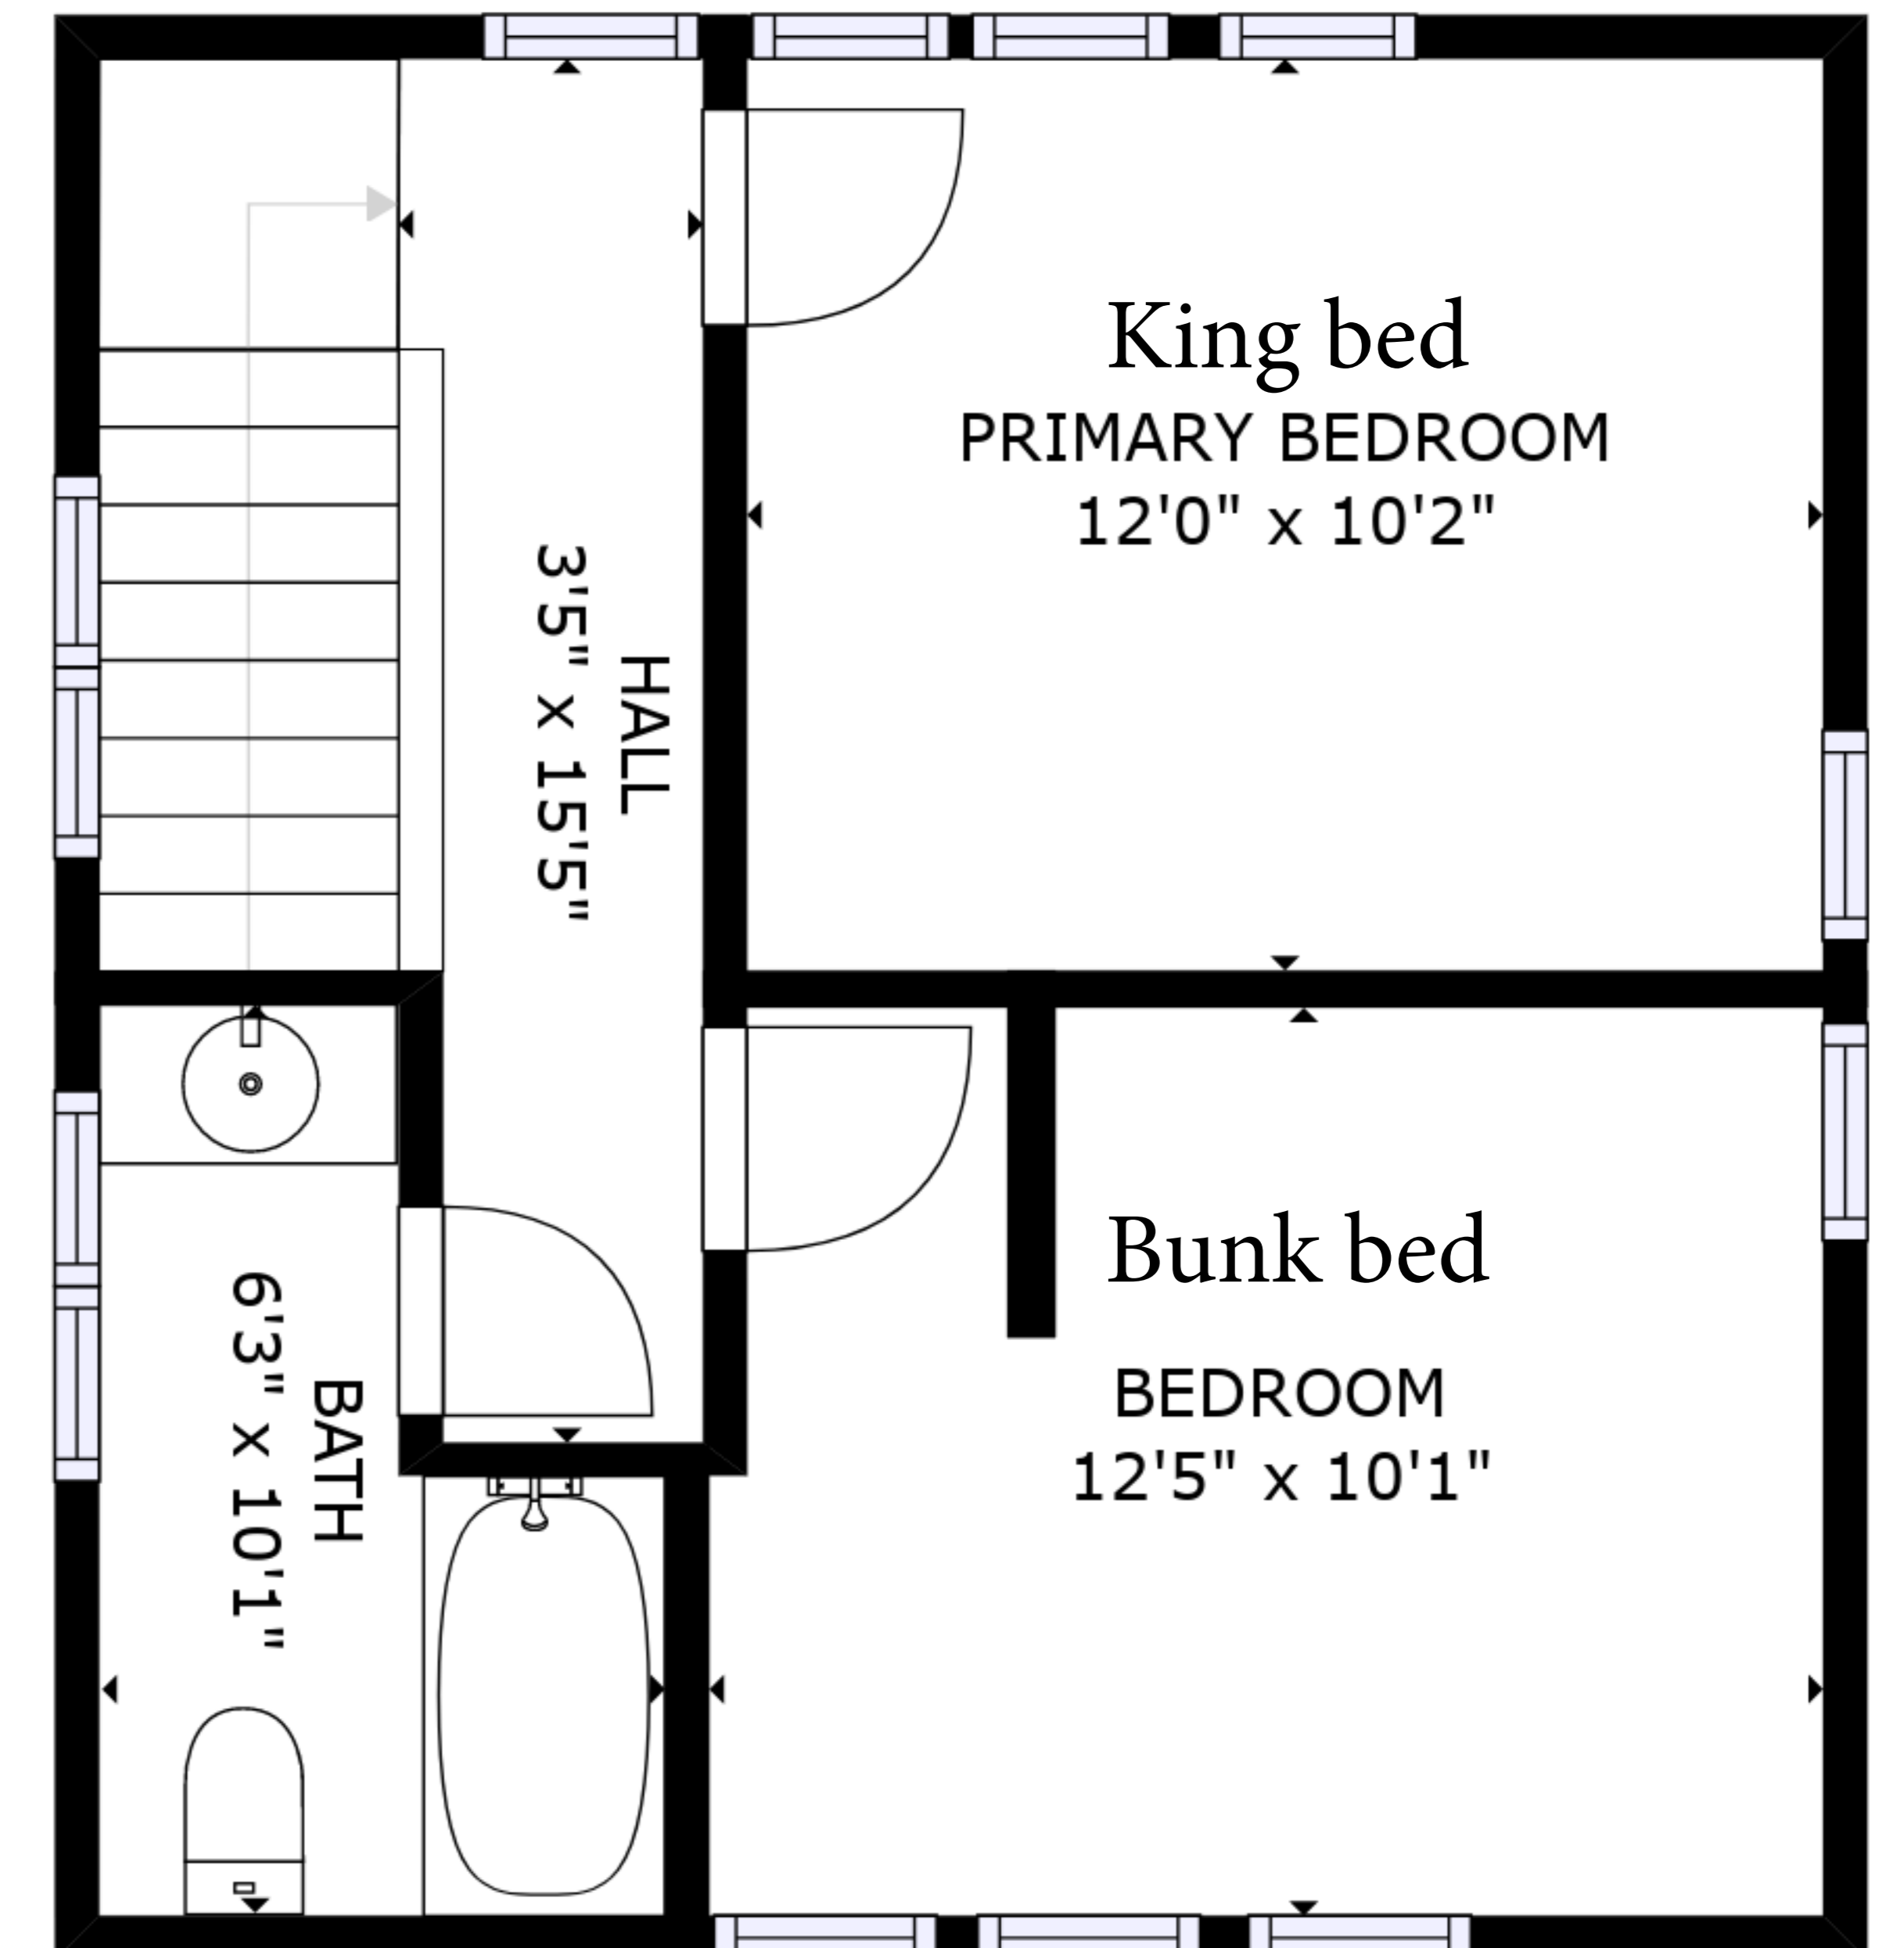 King bed
PRIMARY BEDROOM
12'0" x 10'2"
HALL
3'5" x 15'5"
Bunk bed
BEDROOM
12'5" x 10'1"
BATH
6'3" x 10'1"